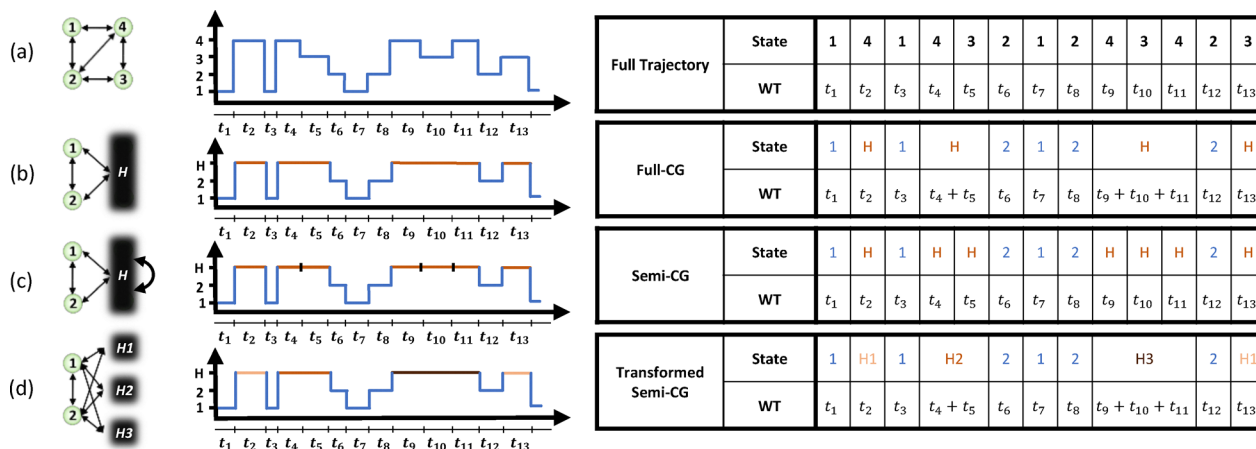 (a)
1 4
2 3
4
3
2
1
t₁ t₂ t₃ t₄ t₅ t₆ t₇ t₈ t₉ t₁₀ t₁₁ t₁₂ t₁₃
Full Trajectory
State 1 4 1 4 3 2 1 2 4 3 4 2 3
WT t₁ t₂ t₃ t₄ t₅ t₆ t₇ t₈ t₉ t₁₀ t₁₁ t₁₂ t₁₃
(b)
1
H
2
H
2
1
t₁ t₂ t₃ t₄ t₅ t₆ t₇ t₈ t₉ t₁₀ t₁₁ t₁₂ t₁₃
Full-CG
State 1 H 1 H 2 1 2 H 2 H
WT t₁ t₂ t₃ t₄ + t₅ t₆ t₇ t₈ t₉ + t₁₀ + t₁₁ t₁₂ t₁₃
(c)
1
H
2
H
2
1
t₁ t₂ t₃ t₄ t₅ t₆ t₇ t₈ t₉ t₁₀ t₁₁ t₁₂ t₁₃
Semi-CG
State 1 H 1 H H 2 1 2 H H H 2 H
WT t₁ t₂ t₃ t₄ t₅ t₆ t₇ t₈ t₉ t₁₀ t₁₁ t₁₂ t₁₃
(d)
H1
1
H2
2
H3
H
2
1
t₁ t₂ t₃ t₄ t₅ t₆ t₇ t₈ t₉ t₁₀ t₁₁ t₁₂ t₁₃
Transformed
Semi-CG
State 1 H1 1 H2 2 1 2 H3 2 H1
WT t₁ t₂ t₃ t₄ + t₅ t₆ t₇ t₈ t₉ + t₁₀ + t₁₁ t₁₂ t₁₃